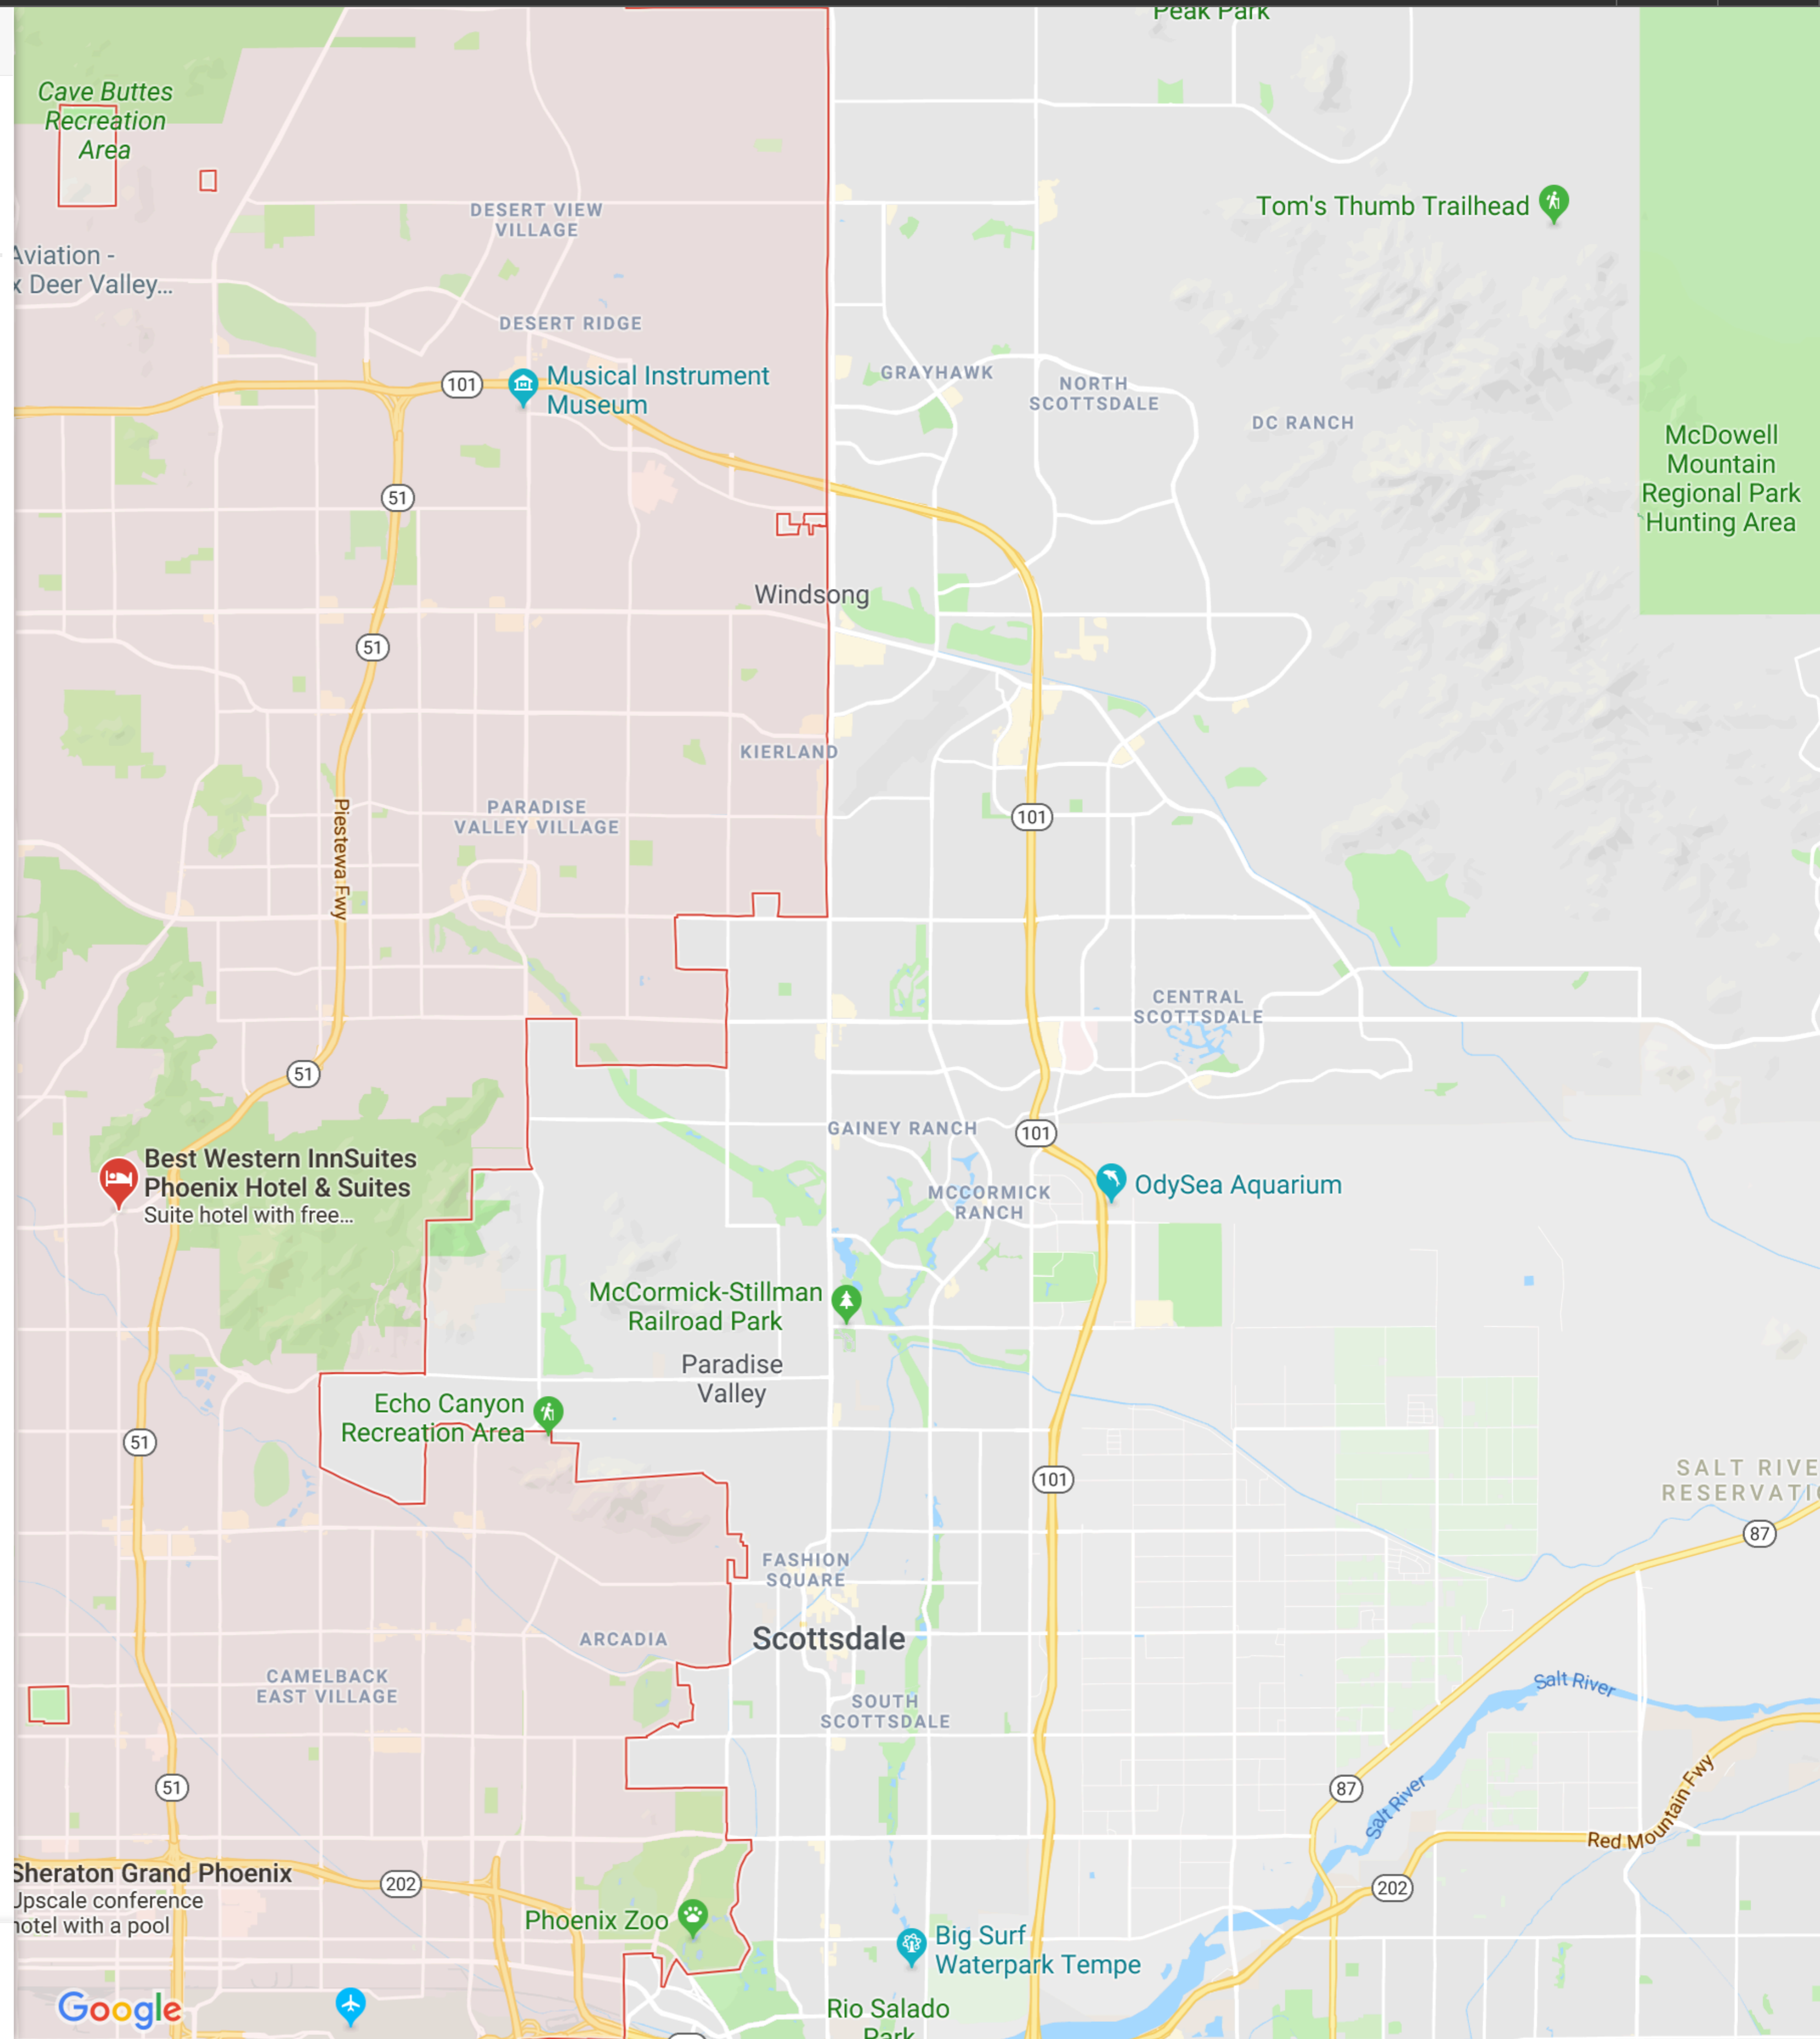 Peak Park
Cave Buttes
Recreation
Area
Tom's Thumb Trailhead
DESERT VIEW
VILLAGE
Aviation -
x Deer Valley...
DESERT RIDGE
101
Musical Instrument
Museum
GRAYHAWK
NORTH
SCOTTSDALE
DC RANCH
McDowell
Mountain
Regional Park
Hunting Area
51
Windsong
51
KIERLAND
PARADISE
VALLEY VILLAGE
101
Piestewa Fwy
CENTRAL
SCOTTSDALE
51
GAINEY RANCH
101
Best Western InnSuites
Phoenix Hotel & Suites
Suite hotel with free...
MCCORMICK
RANCH
OdySea Aquarium
McCormick-Stillman
Railroad Park
Paradise
Valley
Echo Canyon
Recreation Area
51
101
SALT RIVE
RESERVATI
87
FASHION
SQUARE
ARCADIA
Scottsdale
CAMELBACK
EAST VILLAGE
SOUTH
SCOTTSDALE
Salt River
51
87
Salt River
Red Mountain Fwy
Sheraton Grand Phoenix
Upscale conference
hotel with a pool
202
202
Phoenix Zoo
Big Surf
Waterpark Tempe
Google
Rio Salado
Park